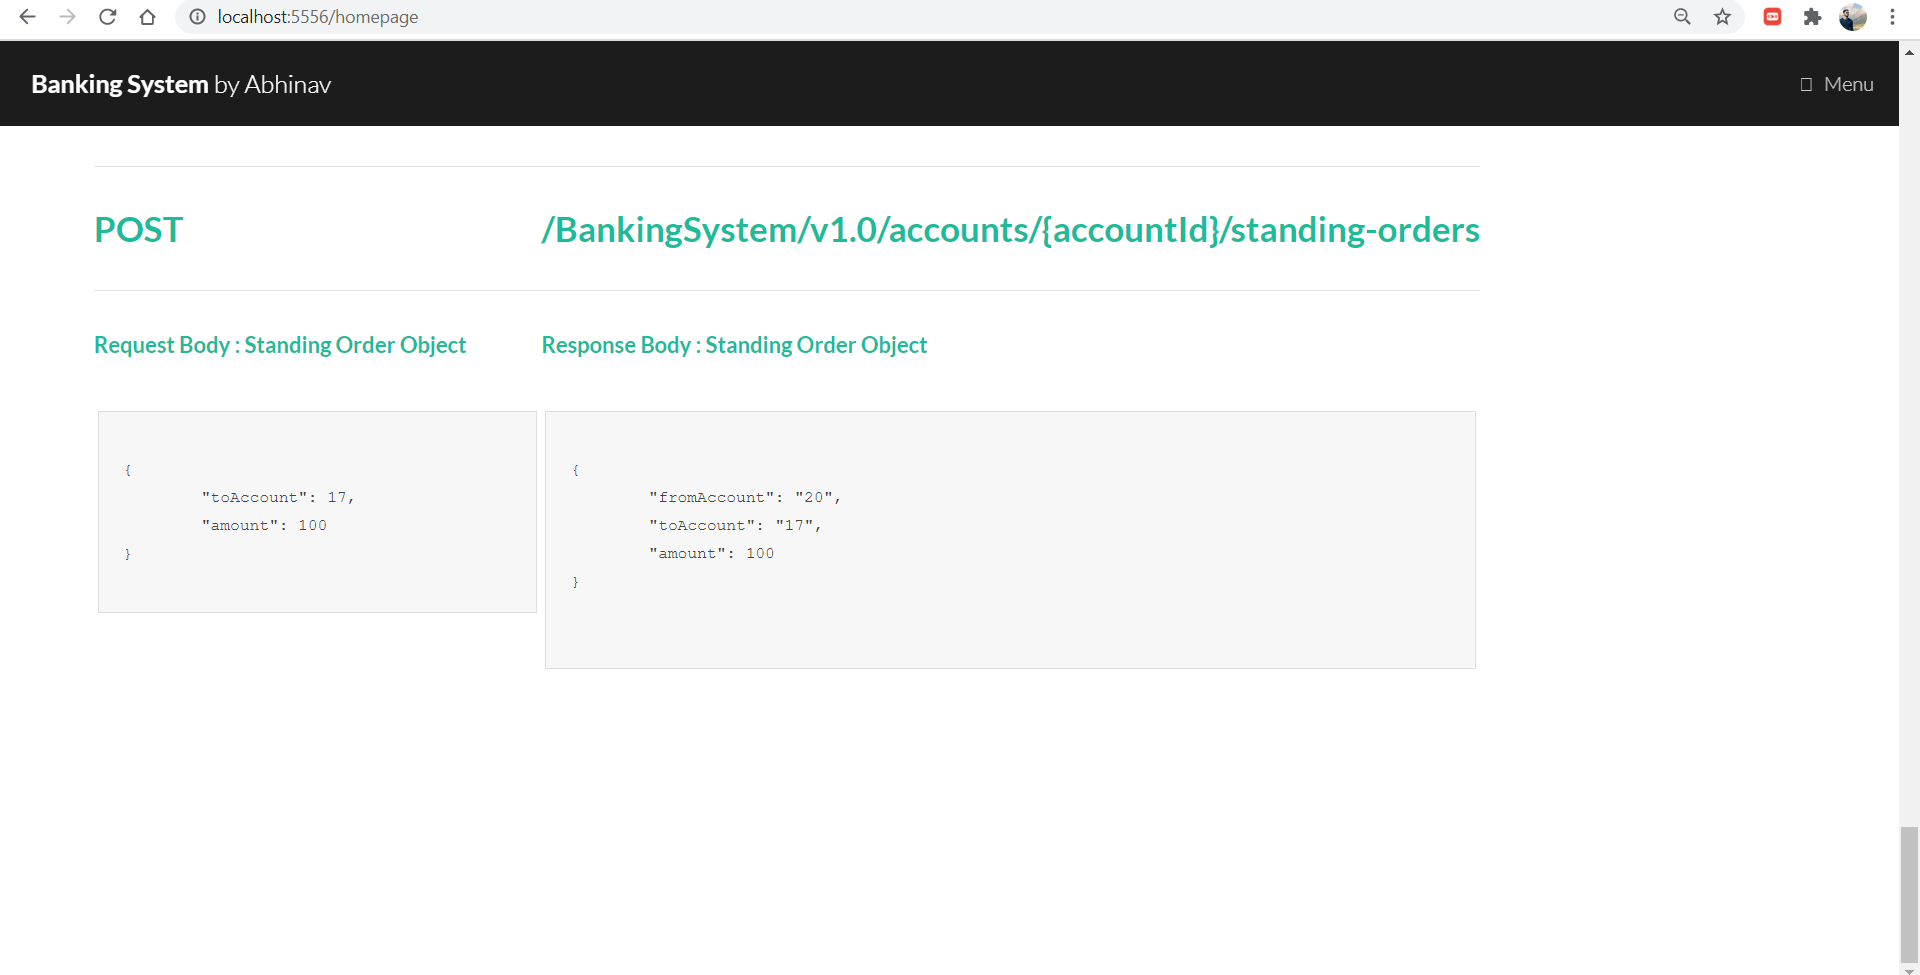 localhost:5556/homepage
Banking System by Abhinav
Menu
POST
/BankingSystem/v1.0/accounts/{accountId}/standing-orders
Request Body : Standing Order Object
Response Body : Standing Order Object
{
"toAccount": 17,
"amount": 100
}
{
"fromAccount": "20",
"toAccount": "17",
"amount": 100
}